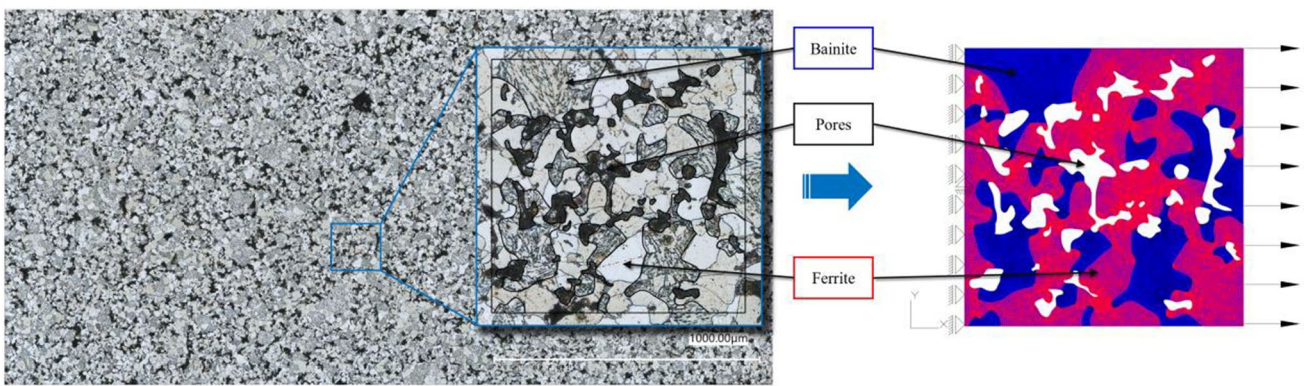 Bainite
Pores
Ferrite
1000.00μm
Y
X